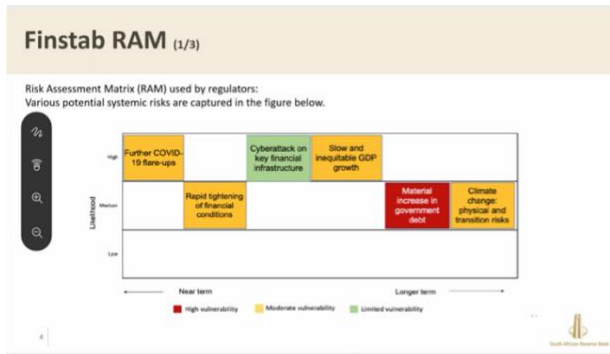 Finstab RAM (1/3)
Risk Assessment Matrix (RAM) used by regulators:
Various potential systemic risks are captured in the figure below.
Likelihood
High
Further COVID-
19 flare-ups
Cyberattack on
key financial
infrastructure
Slow and
inequitable GDP
growth
Medium
Rapid tightening
of financial
conditions
Material
increase in
government
debt
Climate
change:
physical and
transition risks
Low
Near term
Longer term
High vulnerability
Moderate vulnerability
Limited vulnerability
4
South African Reserve Bank